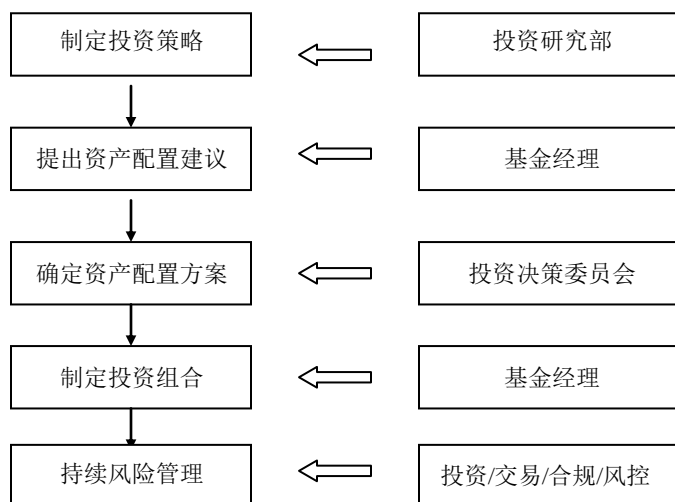 制定投资策略
投资研究部
提出资产配置建议
基金经理
确定资产配置方案
投资决策委员会
制定投资组合
基金经理
持续风险管理
投资/交易/合规/风控